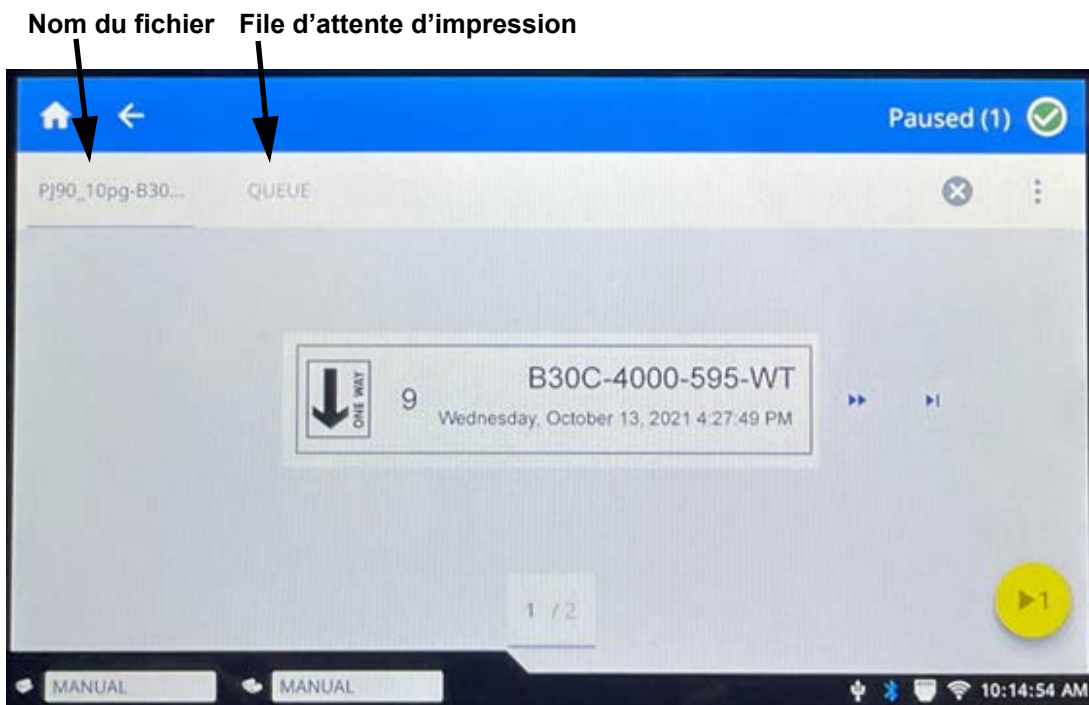 Nom du fichier File d’attente d’impression
Paused (1)
PJ90_10pg-B30... QUEUE
ONE WAY
9
B30C-4000-595-WT
Wednesday, October 13, 2021 4:27:49 PM
1 / 2
1
MANUAL MANUAL 10:14:54 AM